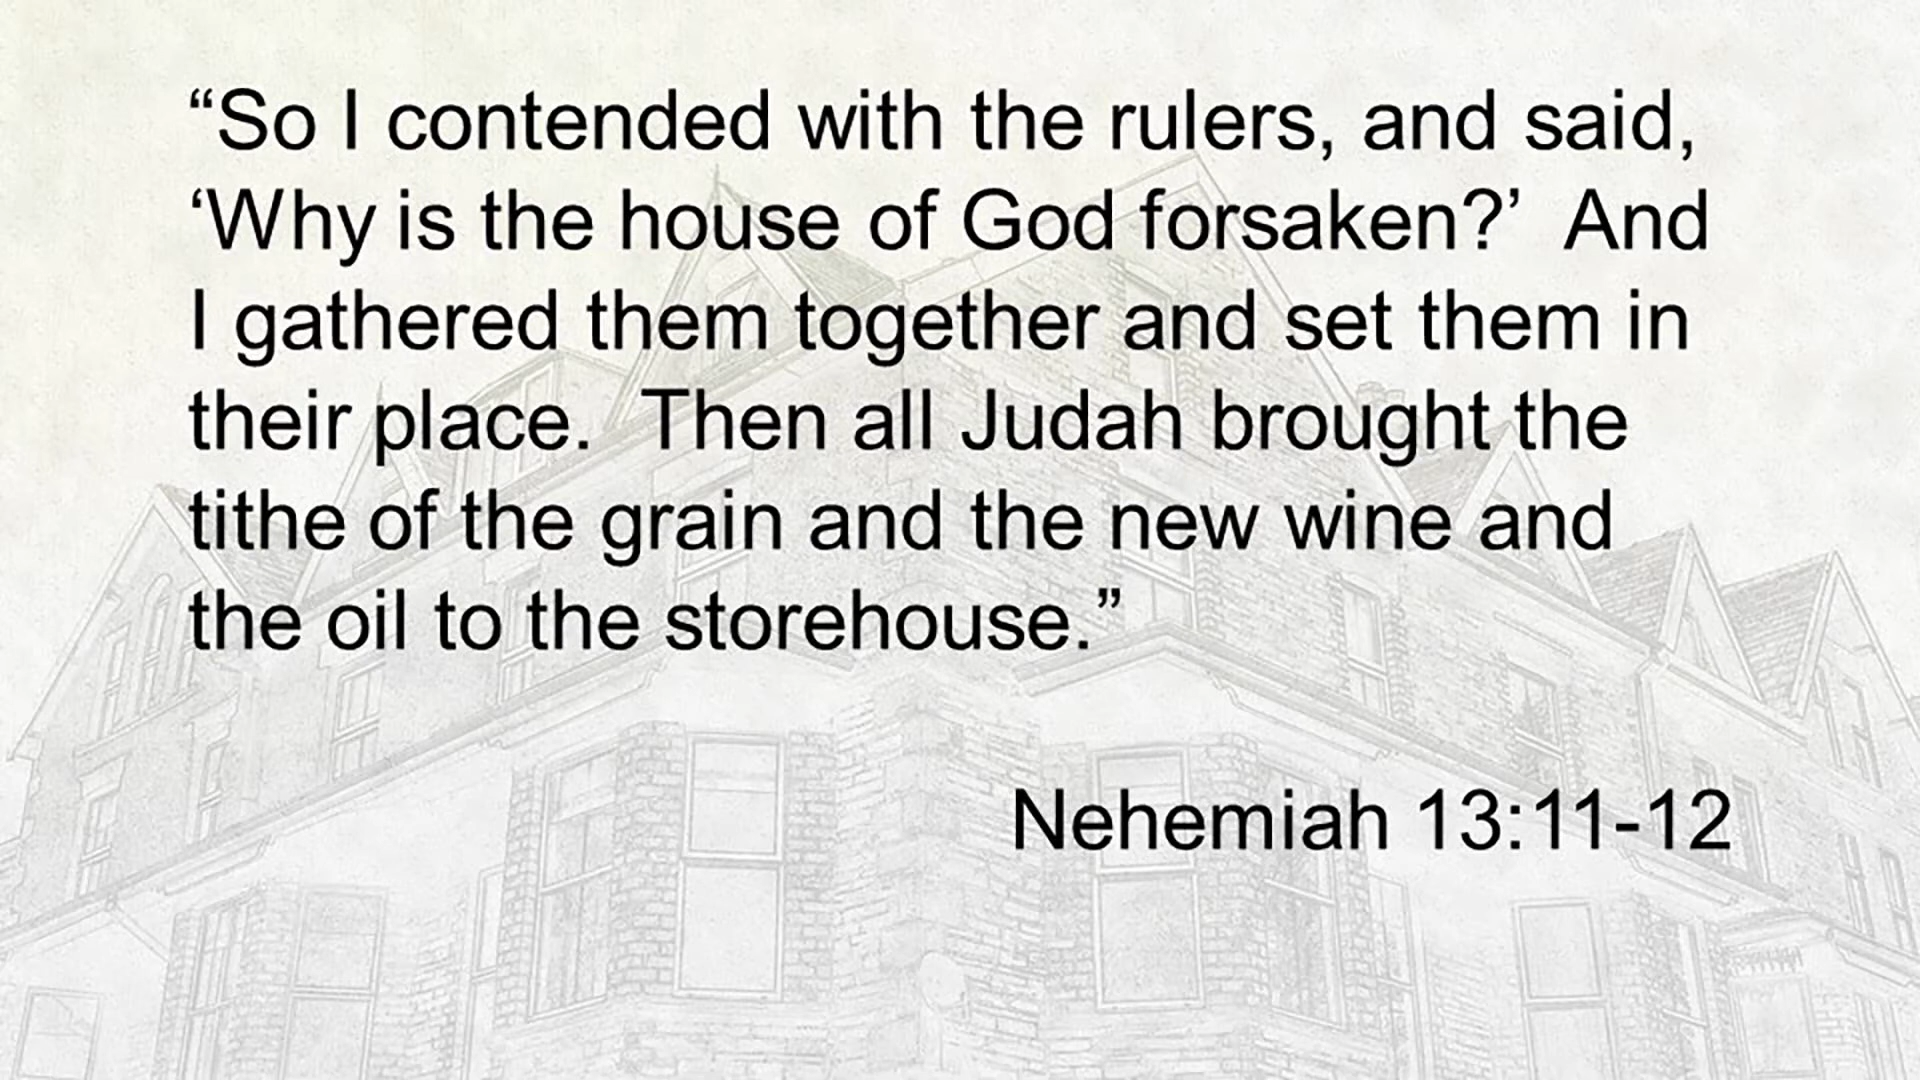 “So I contended with the rulers, and said,
‘Why is the house of God forsaken?’  And
I gathered them together and set them in
their place.  Then all Judah brought the
tithe of the grain and the new wine and
the oil to the storehouse.”
Nehemiah 13:11-12